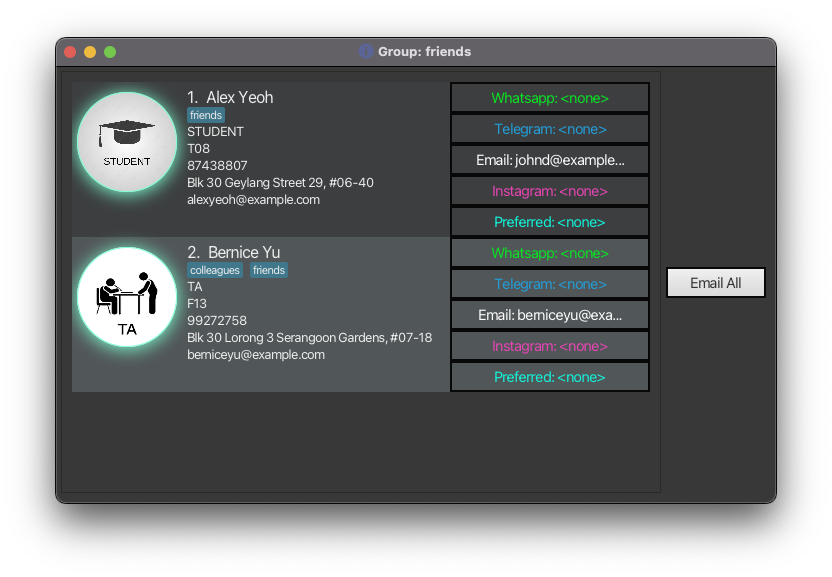 Group: friends
STUDENT
1. Alex Yeoh
friends
STUDENT
T08
87438807
Blk 30 Geylang Street 29, #06-40
alexyeoh@example.com
Whatsapp: <none>
Telegram: <none>
Email: johnd@example...
Instagram: <none>
Preferred: <none>
TA
2. Bernice Yu
colleagues friends
TA
F13
99272758
Blk 30 Lorong 3 Serangoon Gardens, #07-18
berniceyu@example.com
Whatsapp: <none>
Telegram: <none>
Email: berniceyu@exa...
Instagram: <none>
Preferred: <none>
Email All